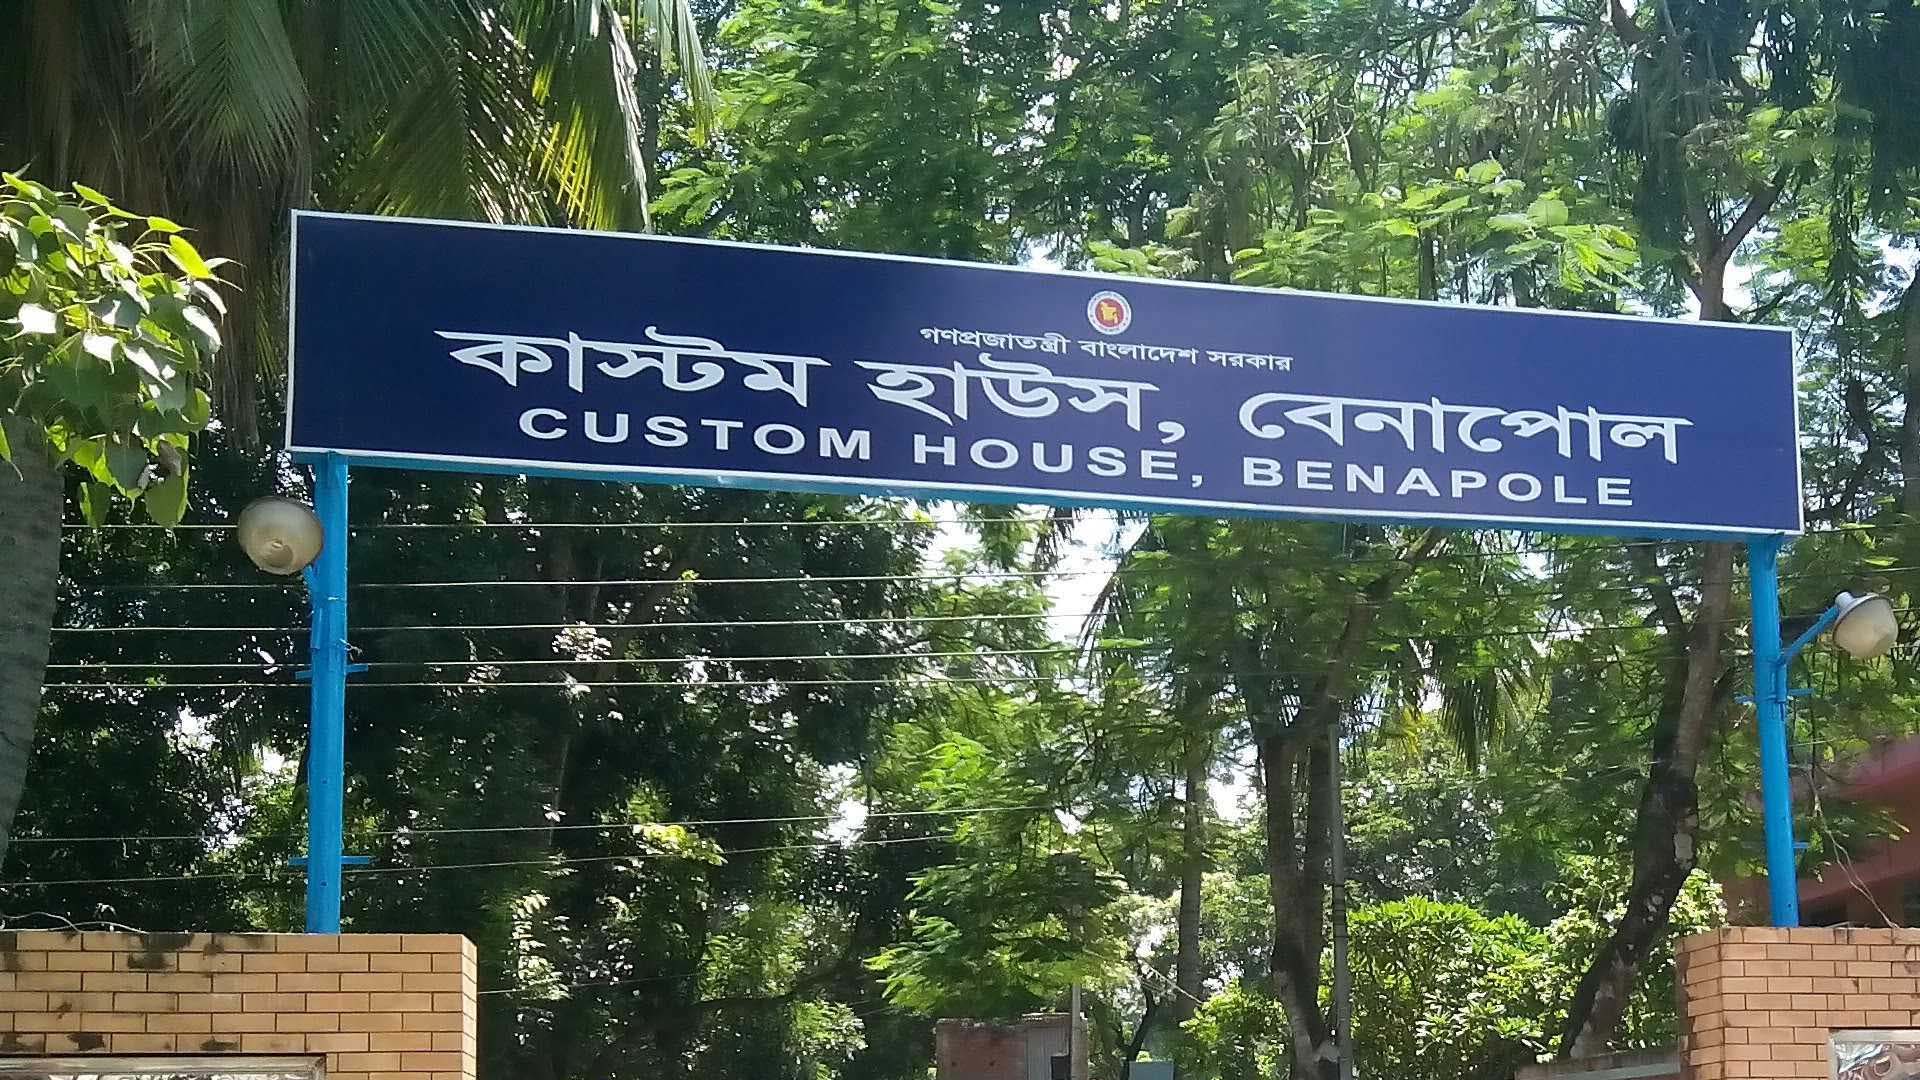 গণপ্রজাতন্ত্রী বাংলাদেশ সরকার
কাস্টম হাউস, বেনাপোল
CUSTOM HOUSE, BENAPOLE